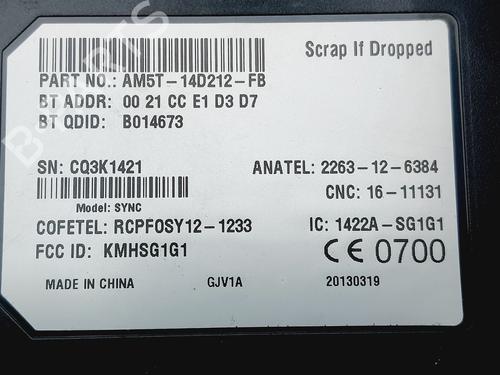 Scrap If Dropped
PART NO.: AM5T-14D212-FB
BT ADDR: 00 21 CC E1 D3 D7
BT QDID: B014673
SN: CQ3K1421
ANATEL: 2263-12-6384
CNC: 16-11131
Model: SYNC
COFETEL: RCPFOSY12-1233
IC: 1422A-SG1G1
FCC ID: KMHSG1G1
CE 0700
MADE IN CHINA GJV1A 20130319